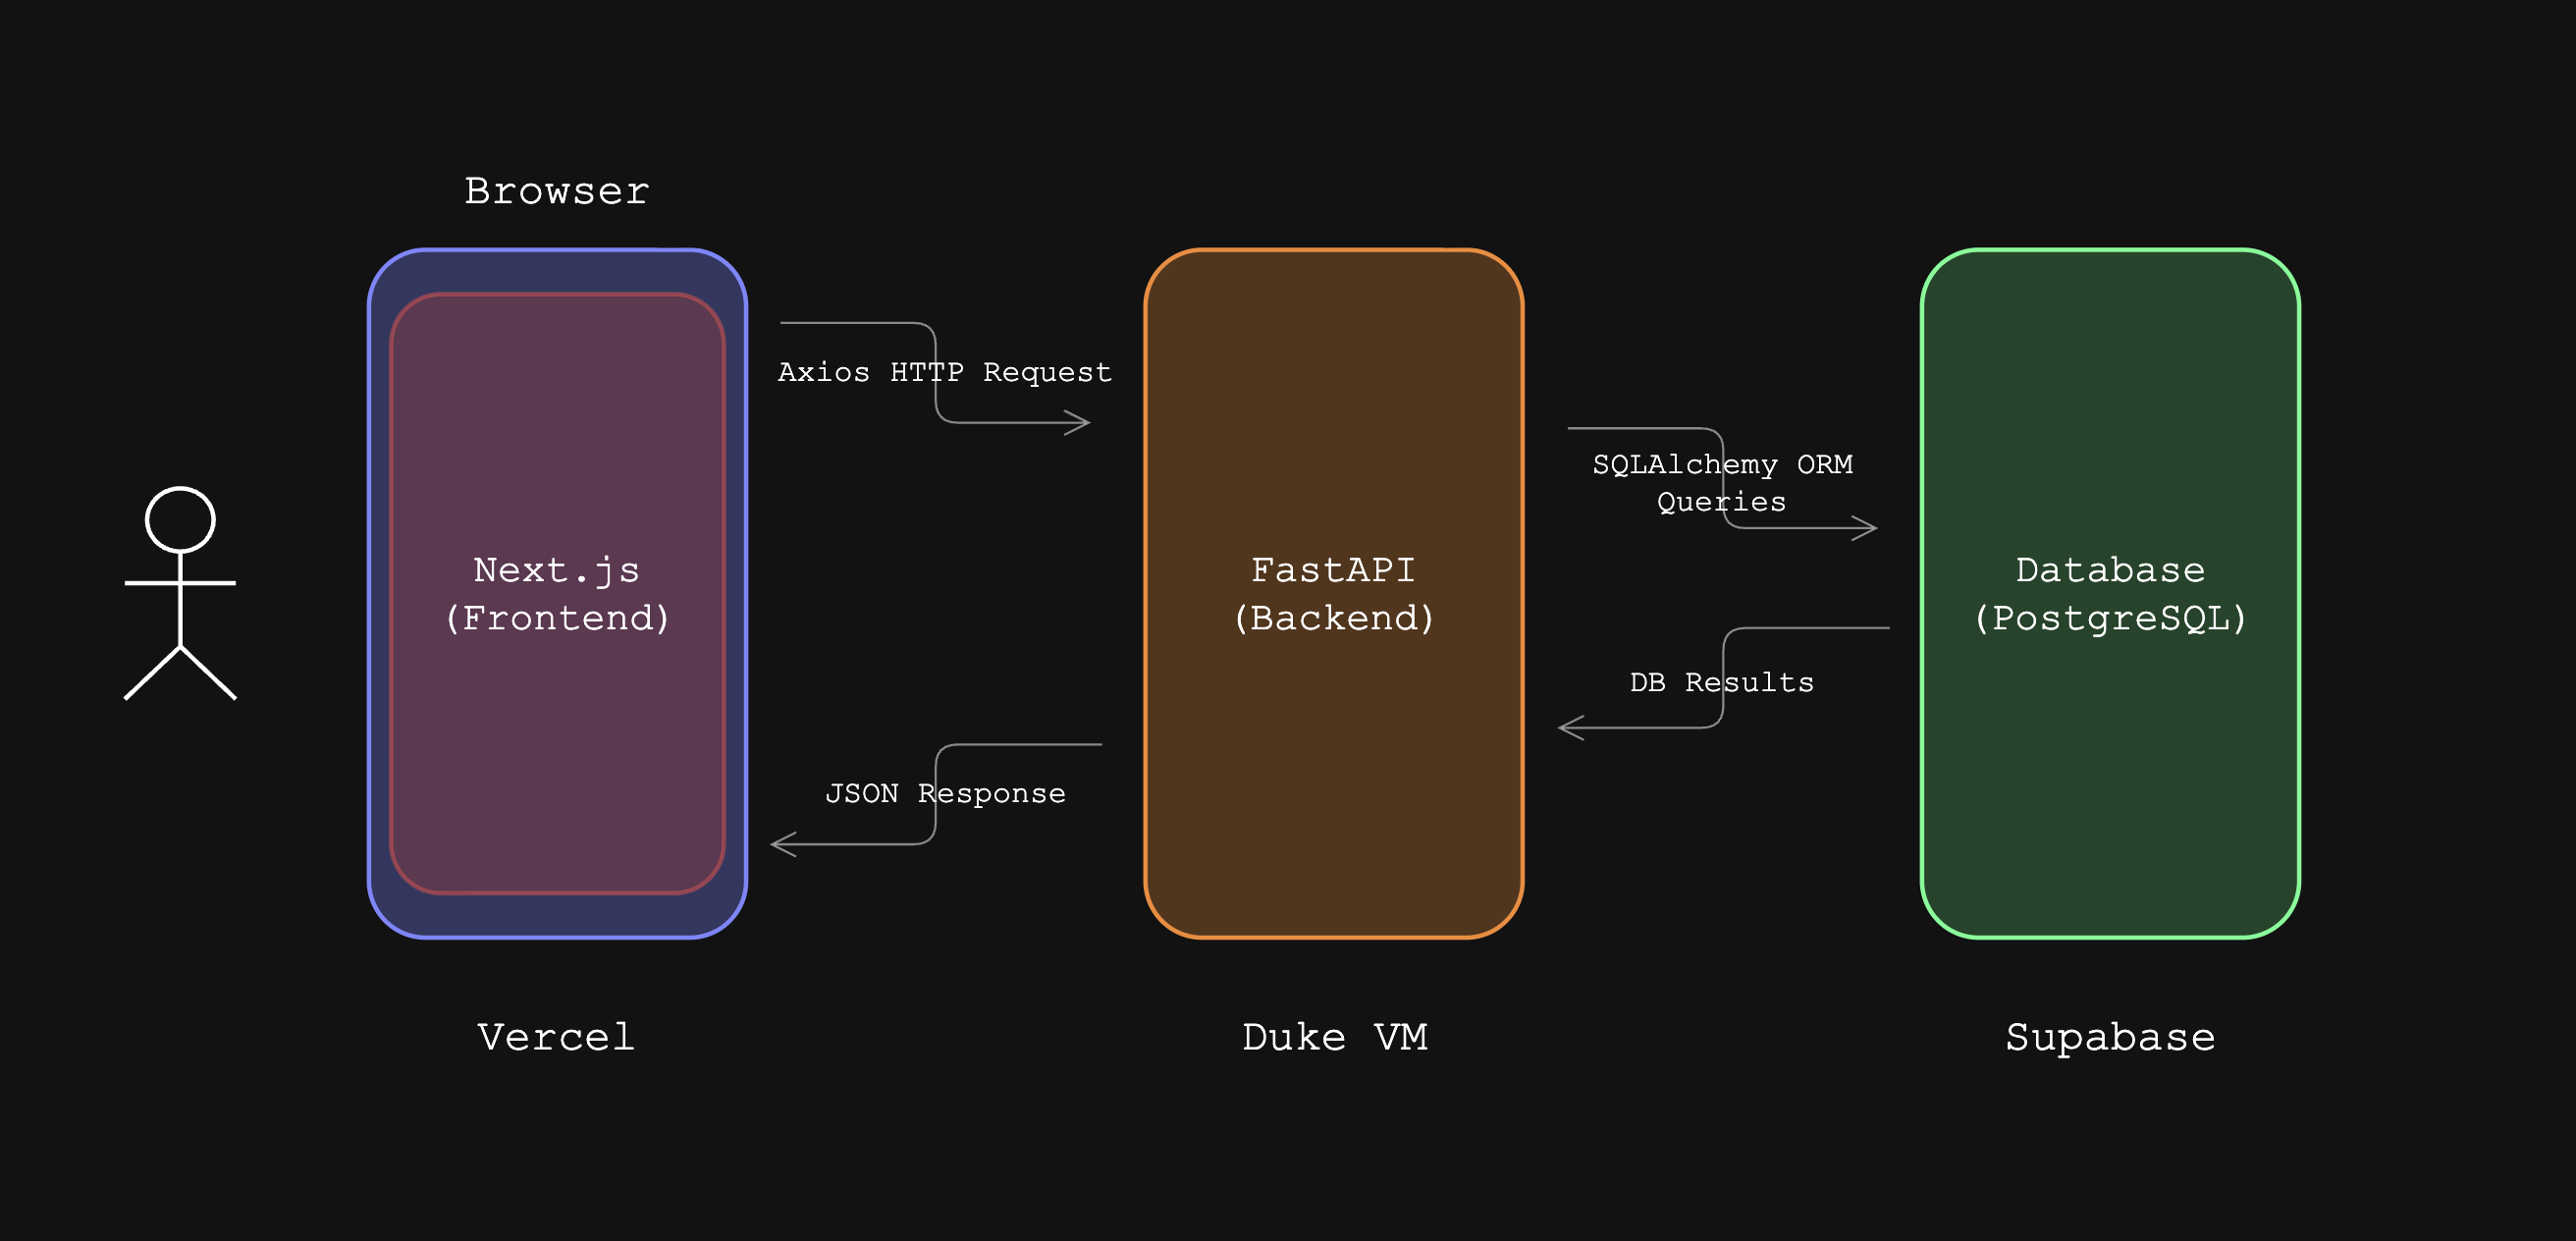 Browser
Next.js
(Frontend)
Vercel
Axios HTTP Request
JSON Response
FastAPI
(Backend)
Duke VM
SQLAlchemy ORM
Queries
DB Results
Database
(PostgreSQL)
Supabase